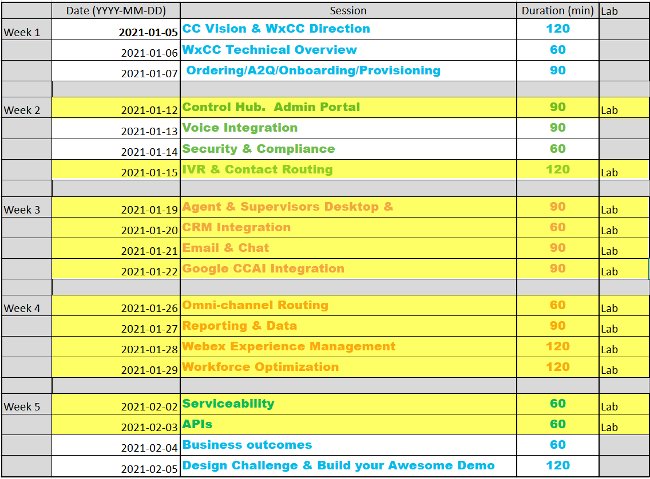 Date (YYYY-MM-DD) Session Duration (min) Lab
Week 1 2021-01-05 CC Vision & WxCC Direction 120
2021-01-06 WxCC Technical Overview 60
2021-01-07 Ordering/A2Q/Onboarding/Provisioning 90
Week 2 2021-01-12 Control Hub. Admin Portal 90 Lab
2021-01-13 Voice Integration 90
2021-01-14 Security & Compliance 60
2021-01-15 IVR & Contact Routing 120 Lab
Week 3 2021-01-19 Agent & Supervisors Desktop & 90 Lab
2021-01-20 CRM Integration 60 Lab
2021-01-21 Email & Chat 90 Lab
2021-01-22 Google CCAI Integration 90 Lab
Week 4 2021-01-26 Omni-channel Routing 60 Lab
2021-01-27 Reporting & Data 90 Lab
2021-01-28 Webex Experience Management 120 Lab
2021-01-29 Workforce Optimization 120 Lab
Week 5 2021-02-02 Serviceability 60 Lab
2021-02-03 APIs 60 Lab
2021-02-04 Business outcomes 60
2021-02-05 Design Challenge & Build your Awesome Demo 120